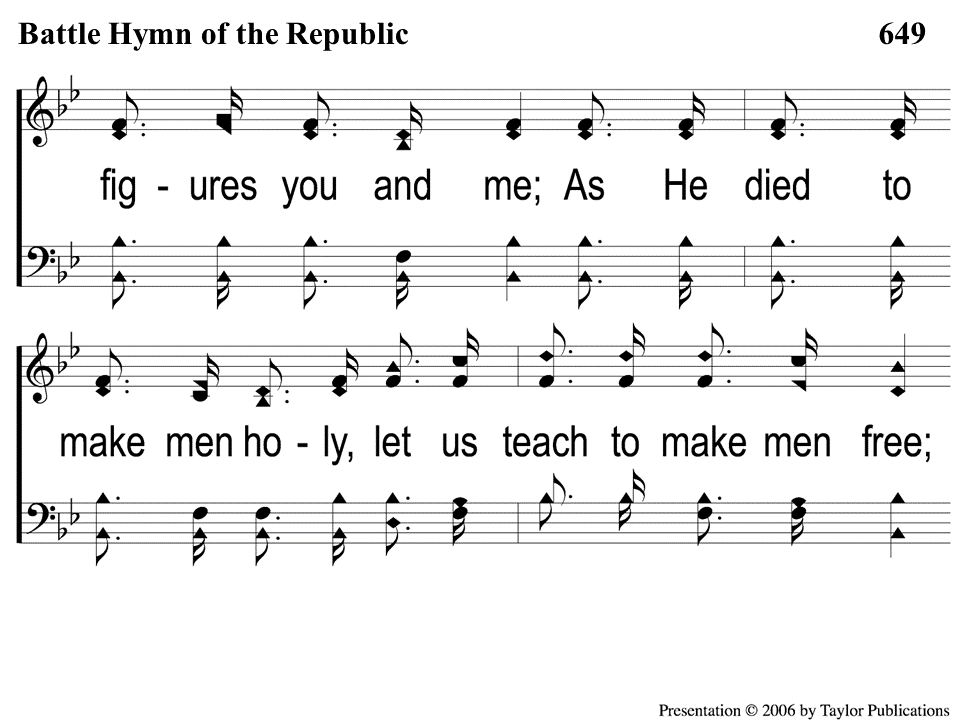 Battle Hymn of the Republic 649
fig - ures you and me; As He died to
make men ho - ly, let us teach to make men free;
Presentation © 2006 by Taylor Publications